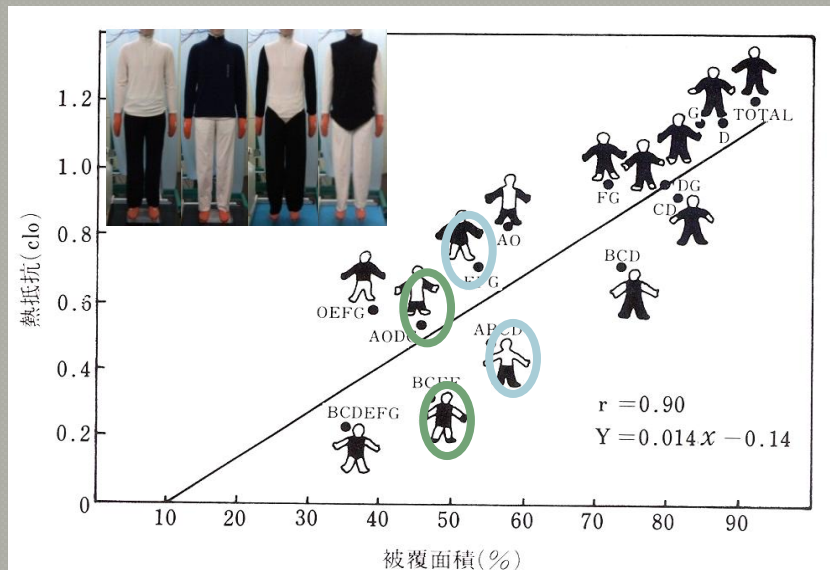 熱抵抗(clo)
1.2
1.0
0.8
0.6
0.4
0.2
0
10
20
30
40
50
60
70
80
90
被覆面積(%)
G
TOTAL
D
FG
DG
CD
AO
BCD
EFG
OEFG
ABCD
BCDEFG
r =0.90
Y=0.014x−0.14